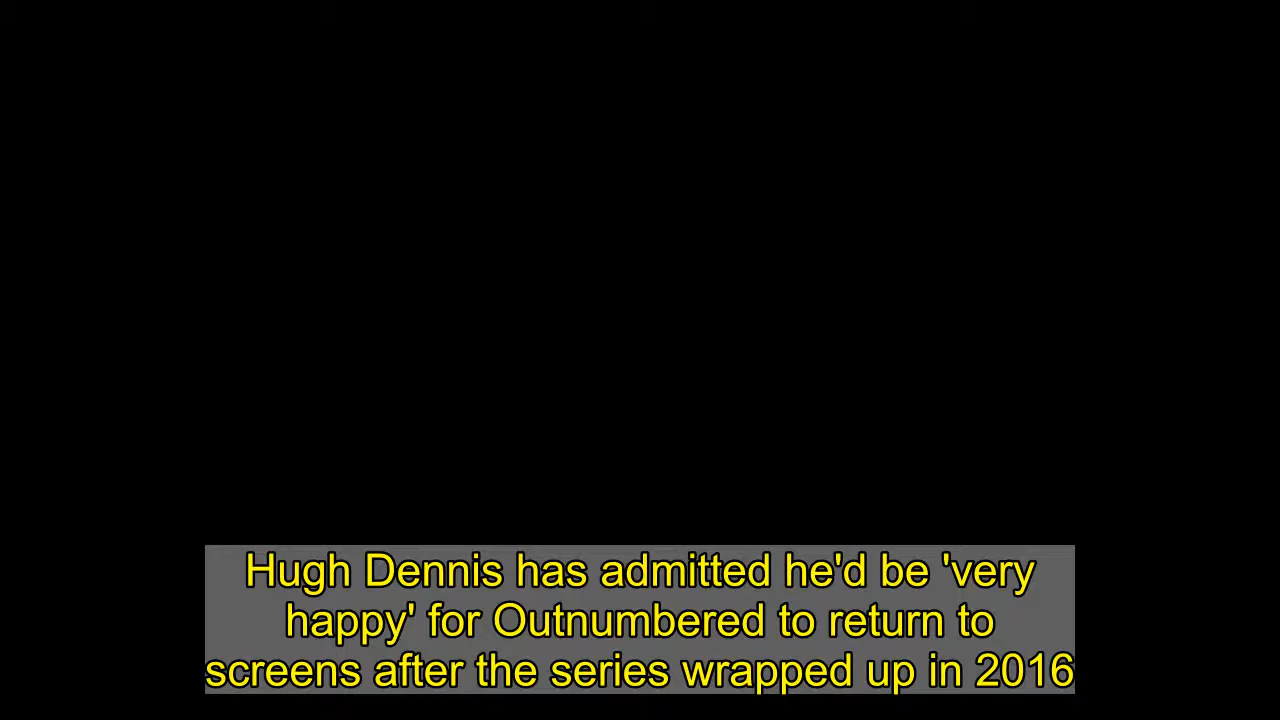 Hugh Dennis has admitted he'd be 'very
happy' for Outnumbered to return to
screens after the series wrapped up in 2016